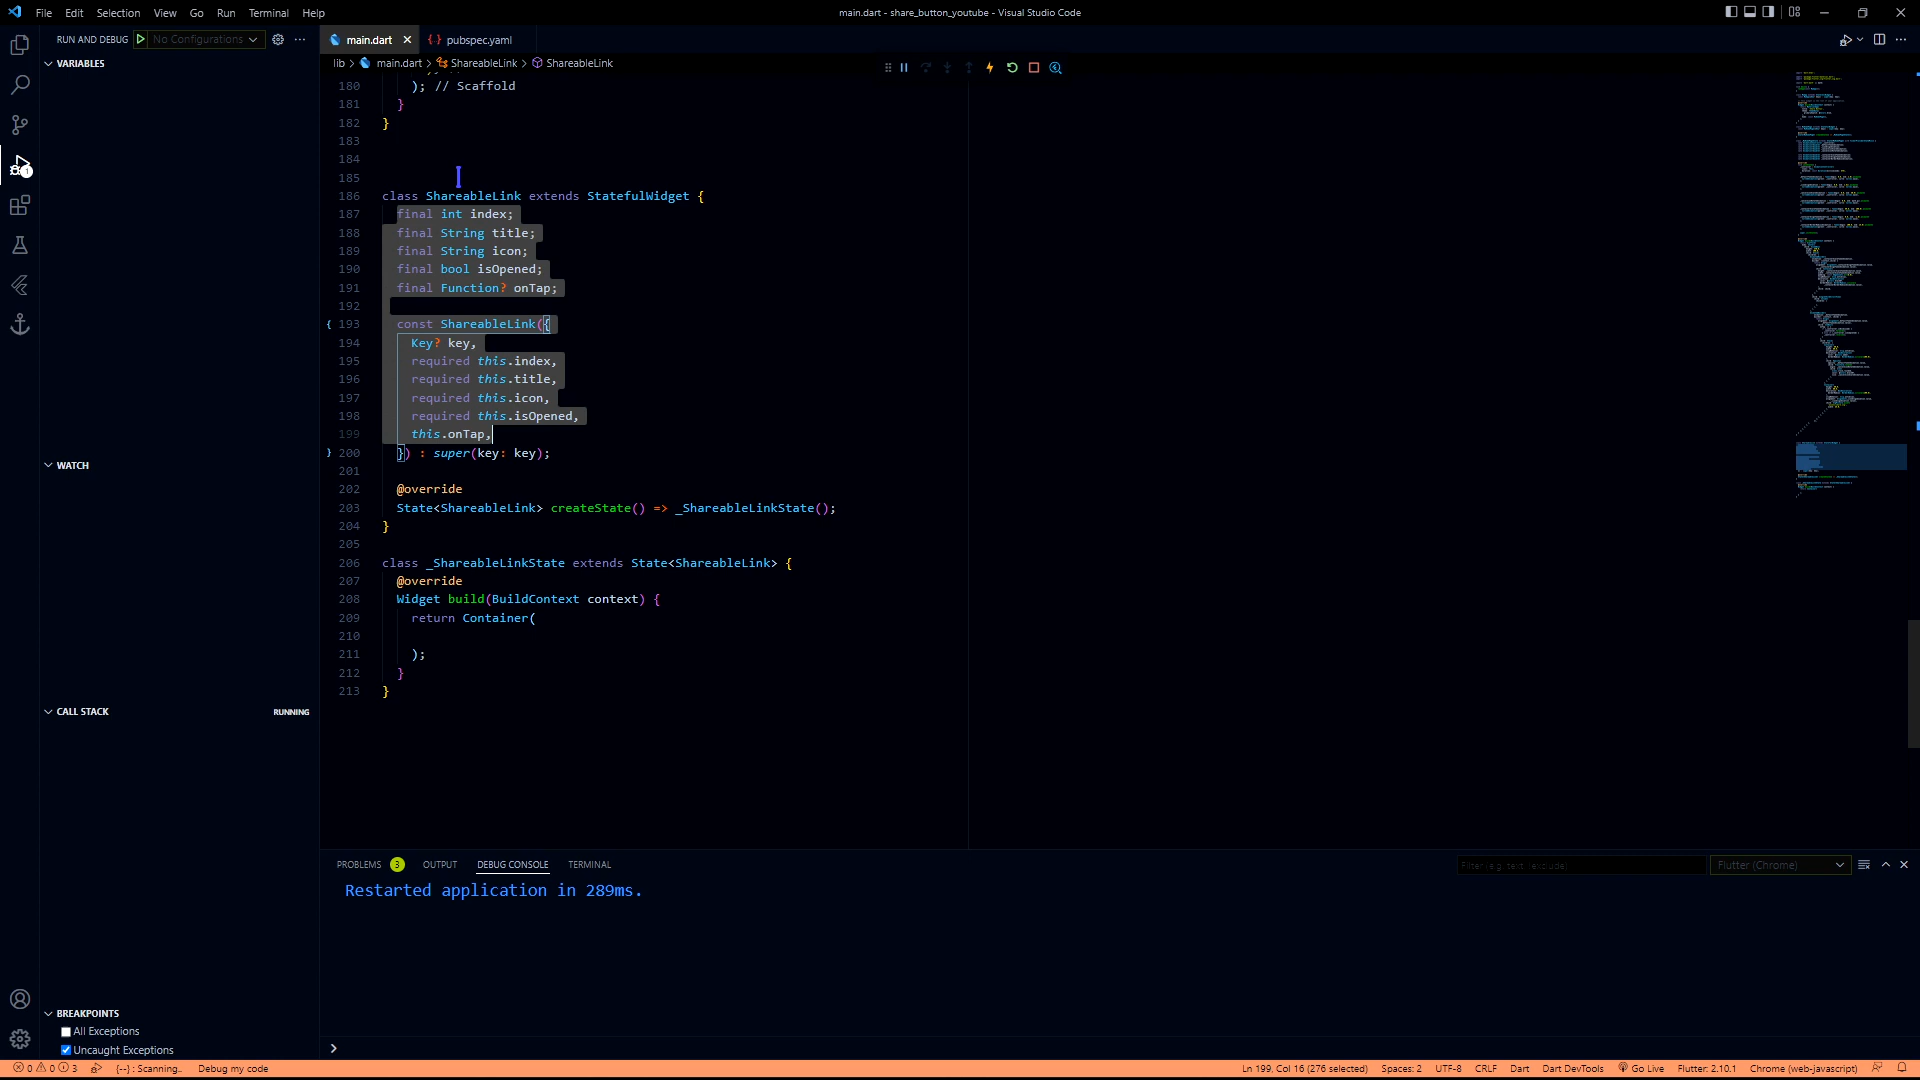 File Edit Selection View Go Run Terminal Help
main.dart - share_button_youtube - Visual Studio Code
RUN AND DEBUG No Configurations
main.dart
pubspec.yaml
VARIABLES
lib > main.dart > ShareableLink > ShareableLink
180 ); // Scaffold
181 }
182 }
183
184
185
186 class ShareableLink extends StatefulWidget {
187 final int index;
188 final String title;
189 final String icon;
190 final bool isOpened;
191 final Function? onTap;
192
193 const ShareableLink({
194 Key? key,
195 required this.index,
196 required this.title,
197 required this.icon,
198 required this.isOpened,
199 this.onTap,
200 }) : super(key: key);
201
202 @override
203 State<ShareableLink> createState() => _ShareableLinkState();
204 }
205
206 class _ShareableLinkState extends State<ShareableLink> {
207 @override
208 Widget build(BuildContext context) {
209 return Container(
210
211 );
212 }
213 }
WATCH
CALL STACK RUNNING
BREAKPOINTS
All Exceptions
Uncaught Exceptions
PROBLEMS 3 OUTPUT DEBUG CONSOLE TERMINAL
Filter (e.g. text, !exclude)
Flutter (Chrome)
Restarted application in 289ms.
0 0 3 {--} : Scanning.. Debug my code
Ln 199, Col 16 (276 selected) Spaces: 2 UTF-8 CRLF Dart Dart DevTools Go Live Flutter: 2.10.1 Chrome (web-javascript)